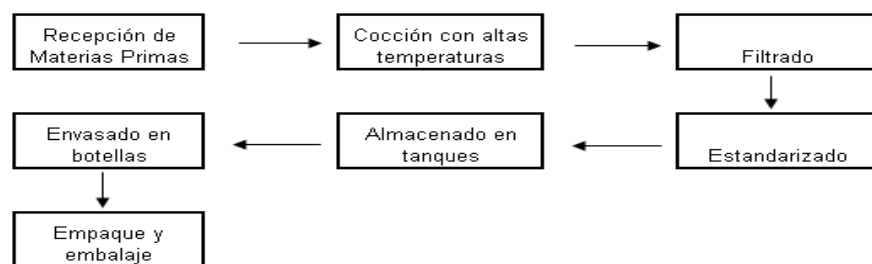 Recepción de
Materias Primas
Cocción con altas
temperaturas
Filtrado
Estandarizado
Almacenado en
tanques
Envasado en
botellas
Empaque y
embalaje